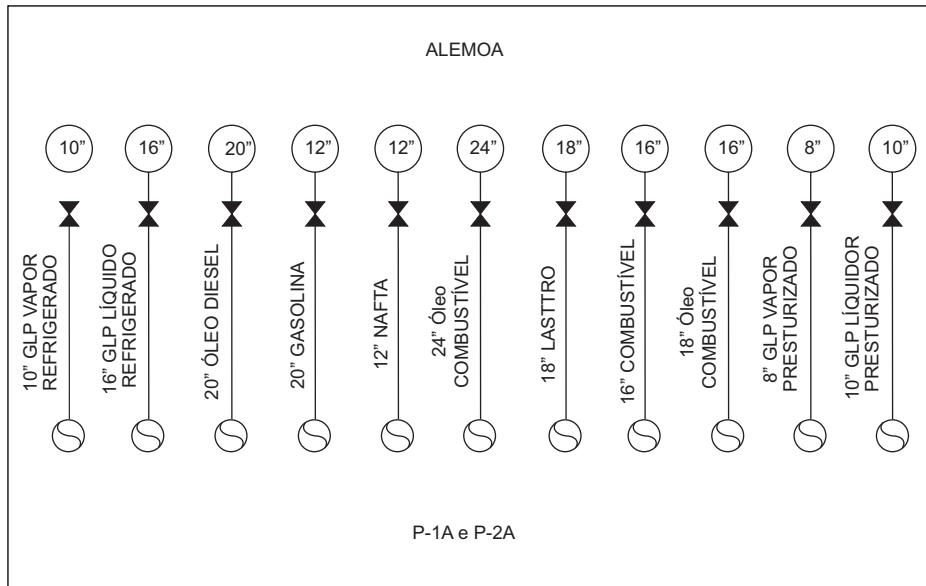 ALEMOA
10”
16”
20”
12”
12”
24”
18”
16”
16”
8”
10”
10” GLP VAPOR
REFRIGERADO
16” GLP LÍQUIDO
REFRIGERADO
20” ÓLEO DIESEL
20” GASOLINA
12” NAFTA
24” Óleo
COMBUSTÍVEL
18” LASTTRO
16” COMBUSTÍVEL
18” Óleo
COMBUSTÍVEL
8” GLP VAPOR
PRESTURIZADO
10” GLP LÍQUIDOR
PRESTURIZADO
P-1A e P-2A